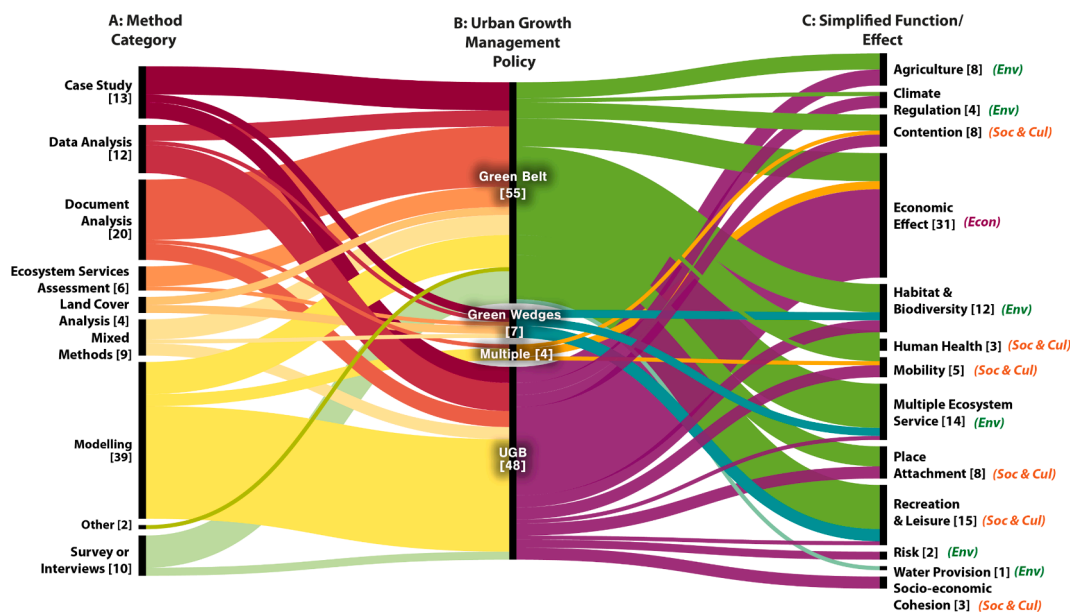 A: Method
Category
B: Urban Growth
Management
Policy
C: Simplified Function/
Effect
Case Study
[13]
Data Analysis
[12]
Document
Analysis
[20]
Ecosystem Services
Assessment [6]
Land Cover
Analysis [4]
Mixed
Methods [9]
Modelling
[39]
Other [2]
Survey or
Interviews [10]
Green Belt
[55]
Green Wedges
[7]
Multiple [4]
UGB
[48]
Agriculture [8] (Env)
Climate
Regulation [4] (Env)
Contention [8] (Soc & Cul)
Economic
Effect [31] (Econ)
Habitat &
Biodiversity [12] (Env)
Human Health [3] (Soc & Cul)
Mobility [5] (Soc & Cul)
Multiple Ecosystem
Service [14] (Env)
Place
Attachment [8] (Soc & Cul)
Recreation
& Leisure [15] (Soc & Cul)
Risk [2] (Env)
Water Provision [1] (Env)
Socio-economic
Cohesion [3] (Soc & Cul)